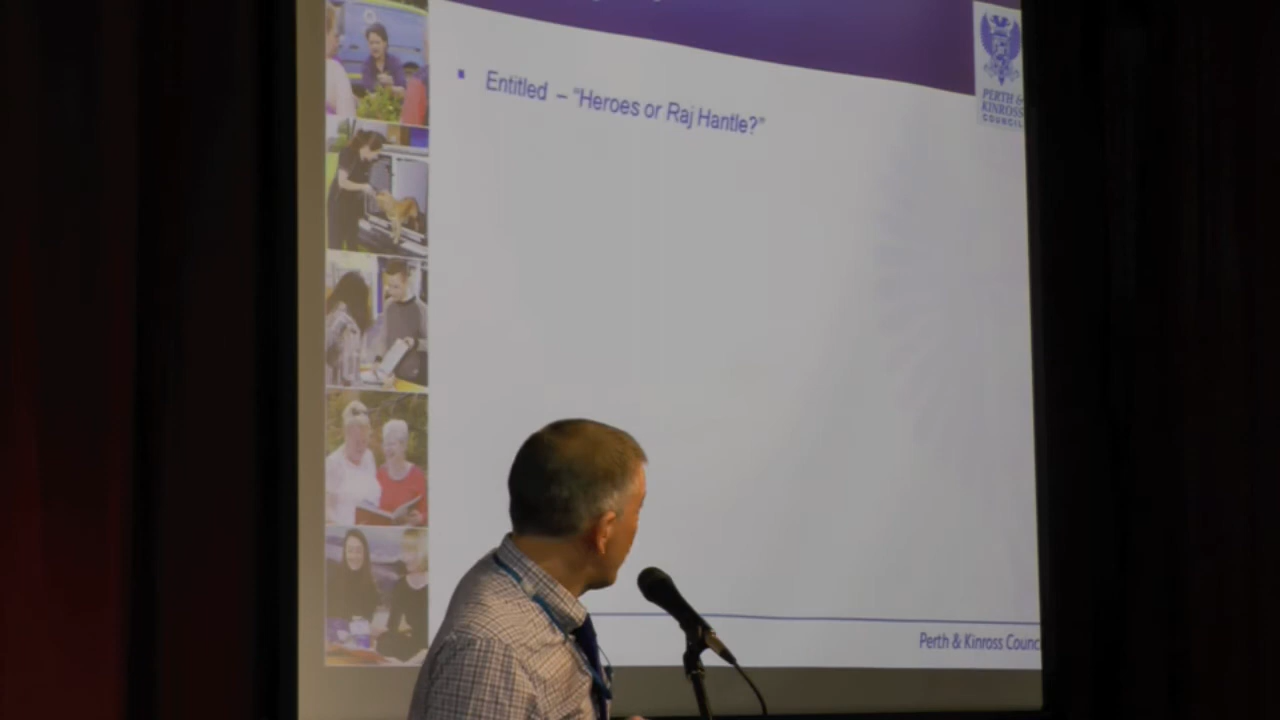 Entitled – "Heroes or Raj Hantle?"
PERTH &
KINROSS
COUNCIL
Perth & Kinross Counc